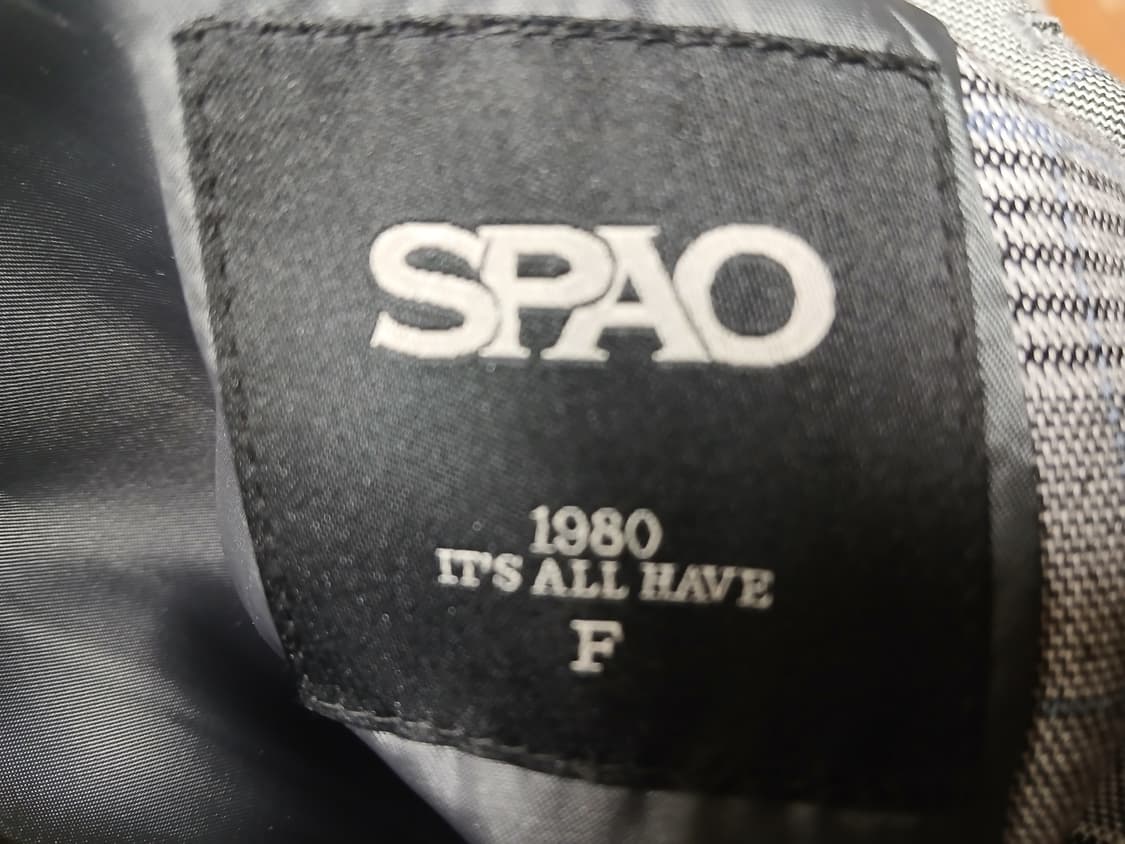 SPAO
1980
IT'S ALL HAVE
F